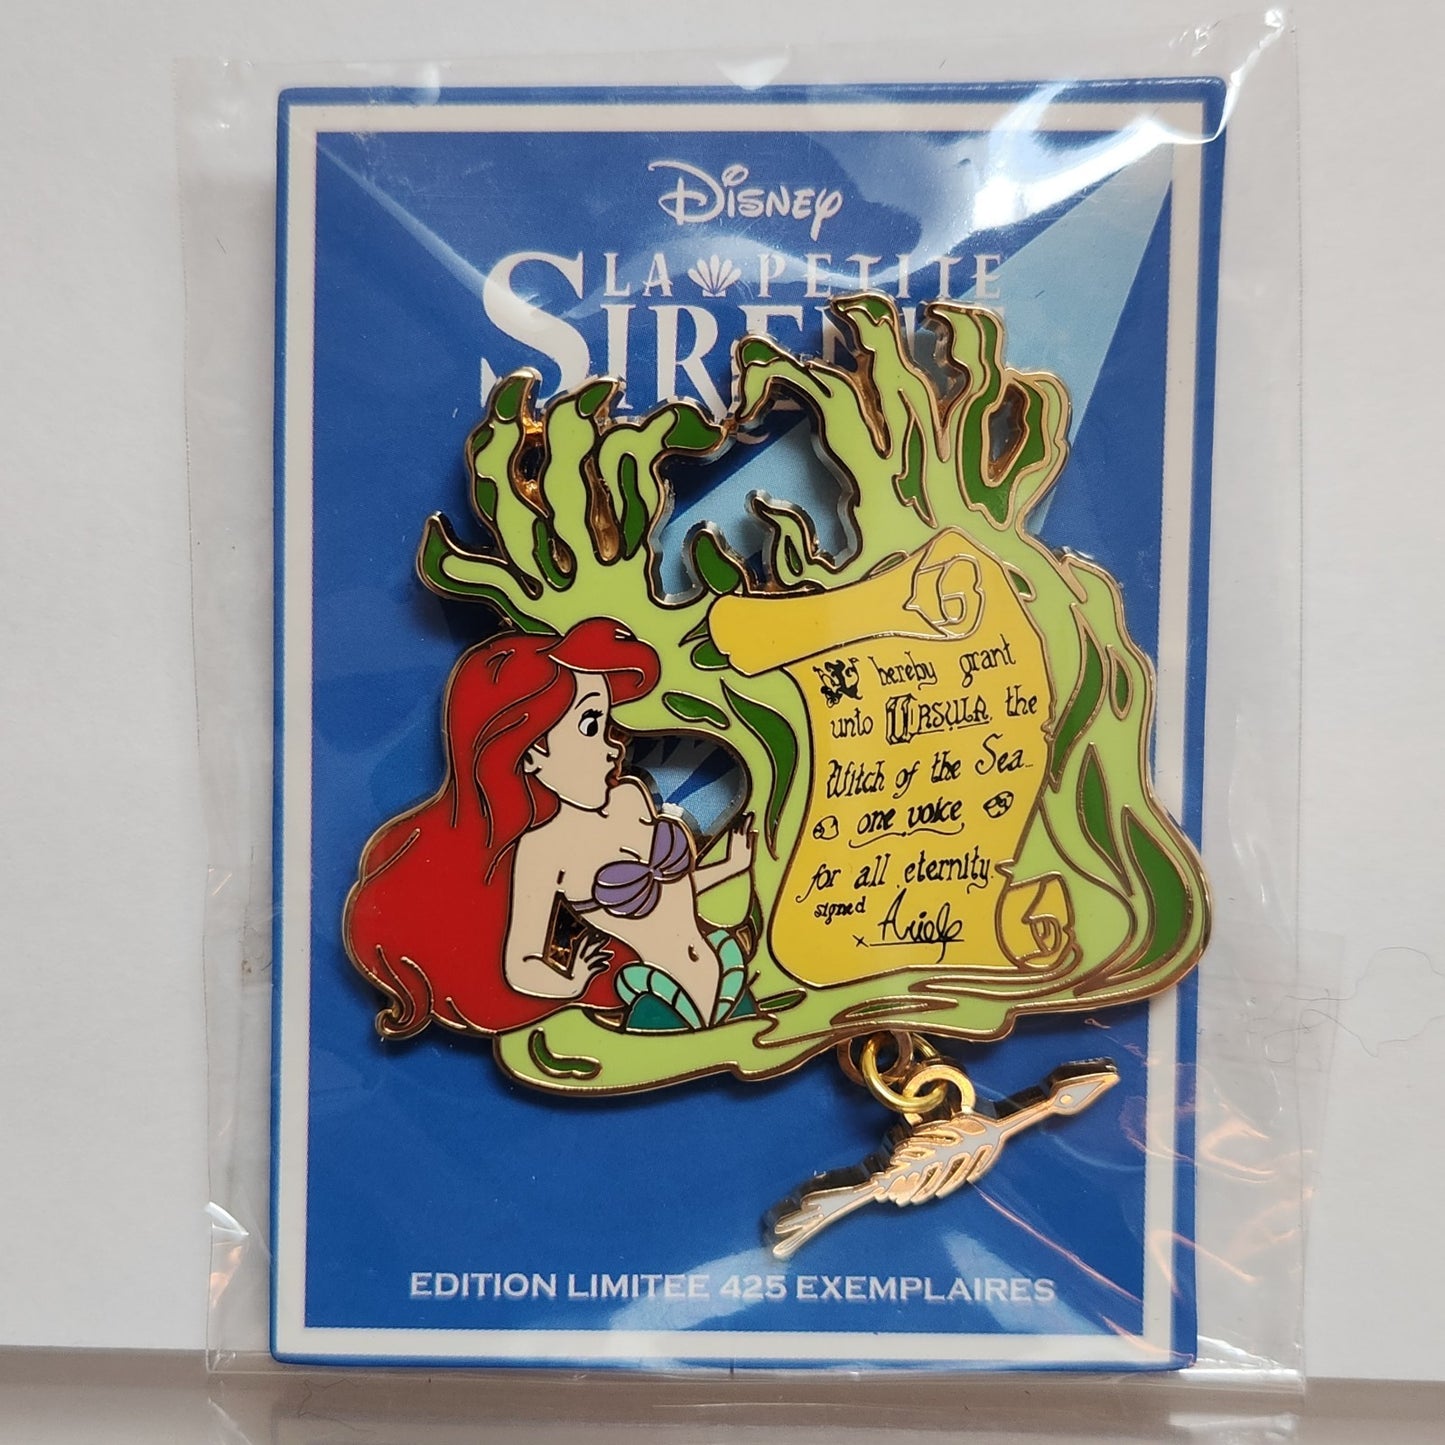 Disney
LA PETITE
I hereby grant
unto URSULA, the
Witch of the Sea..
one voice
for all eternity.
signed
x Ariel
EDITION LIMITEE 425 EXEMPLAIRES